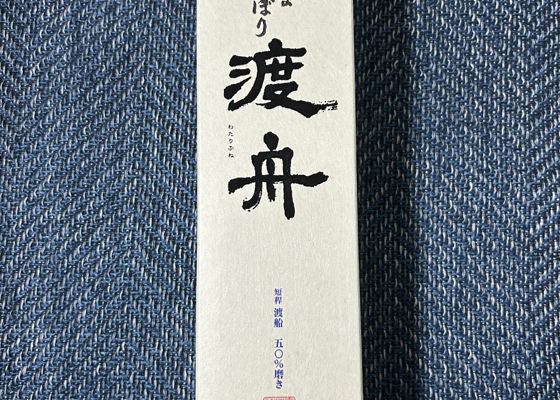 ぼり
渡舟
わたりぶね
短稈 渡船 五〇%磨き